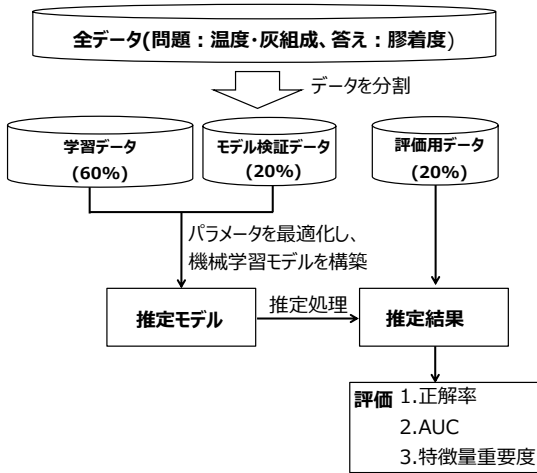 全データ(問題：温度・灰組成、答え：膠着度)
データを分割
学習データ
(60%)
モデル検証データ
(20%)
評価用データ
(20%)
パラメータを最適化し、
機械学習モデルを構築
推定モデル
推定処理
推定結果
評価 1.正解率
2.AUC
3.特徴量重要度